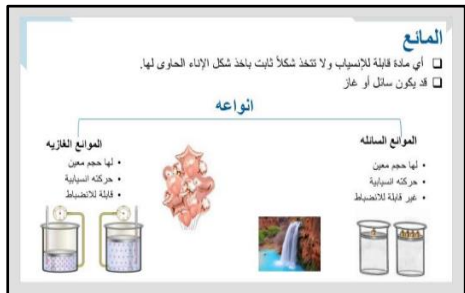 المائع
أي مادة قابلة للإنسياب ولا تتخذ شكلاً ثابت باخذ شكل الإناء الحاوى لها.
قد يكون سائل أو غاز
انواعه
الموائع السائله
• لها حجم معين
• حركته انسيابية
• غير قابلة للانضباط
الموائع الغازيه
• لها حجم معين
• حركته انسيابية
• قابلة للانضباط